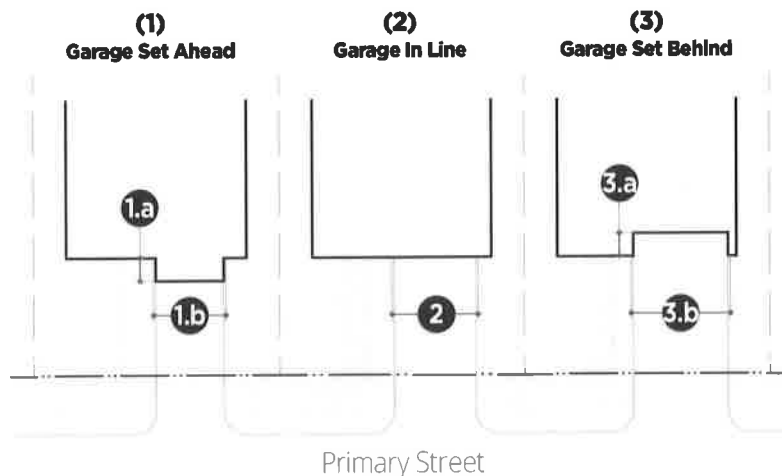 (1)
Garage Set Ahead
(2)
Garage In Line
(3)
Garage Set Behind
1.a
3.a
1.b
2
3.b
Primary Street